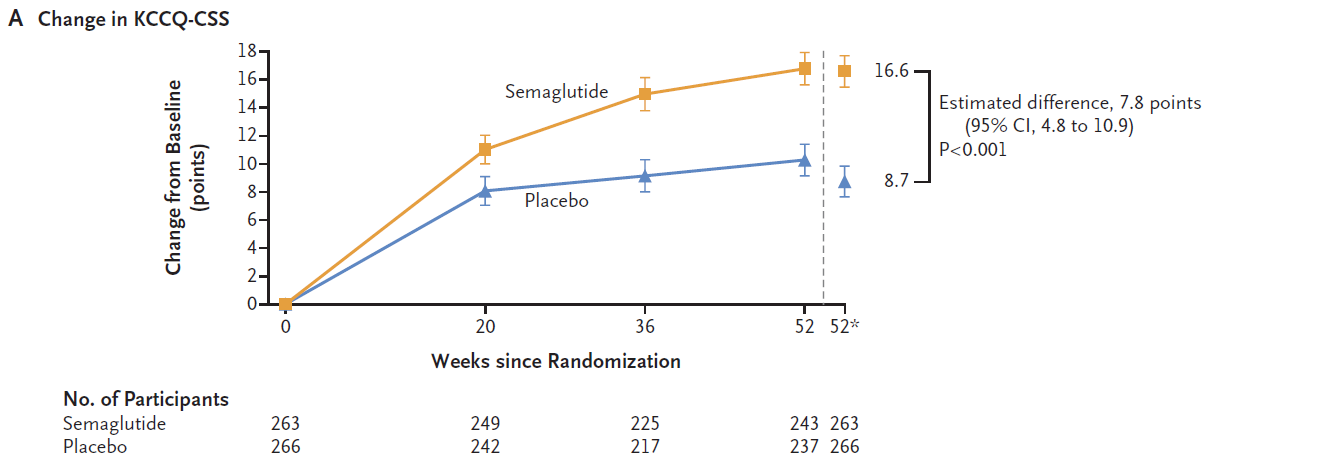 A Change in KCCQ-CSS
Change from Baseline
(points)
18
16
14
12
10
8
6
4
2
0
Semaglutide
Placebo
16.6
8.7
Estimated difference, 7.8 points
(95% CI, 4.8 to 10.9)
P<0.001
0 20 36 52 52*
Weeks since Randomization
No. of Participants
Semaglutide 263 249 225 243 263
Placebo 266 242 217 237 266